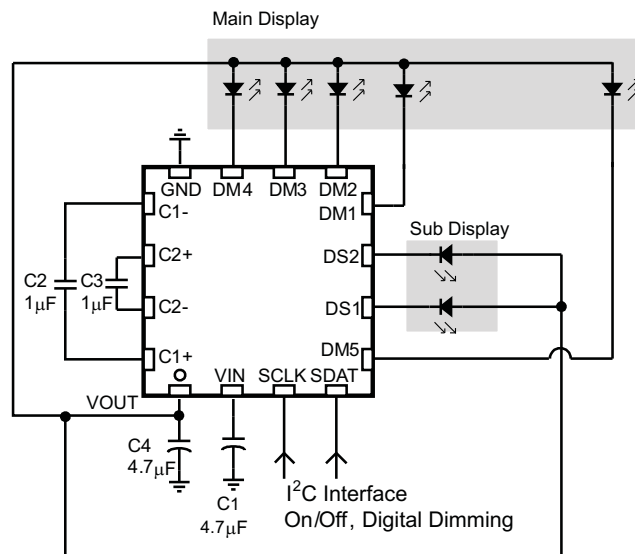 Main Display
GND DM4 DM3 DM2
C1-
DM1
C2+
DS2
Sub Display
C2
1μF
C3
1μF
C2-
DS1
C1+
DM5
VIN SCLK SDAT
VOUT
C4
4.7μF
C1
4.7μF
I²C Interface
On/Off, Digital Dimming